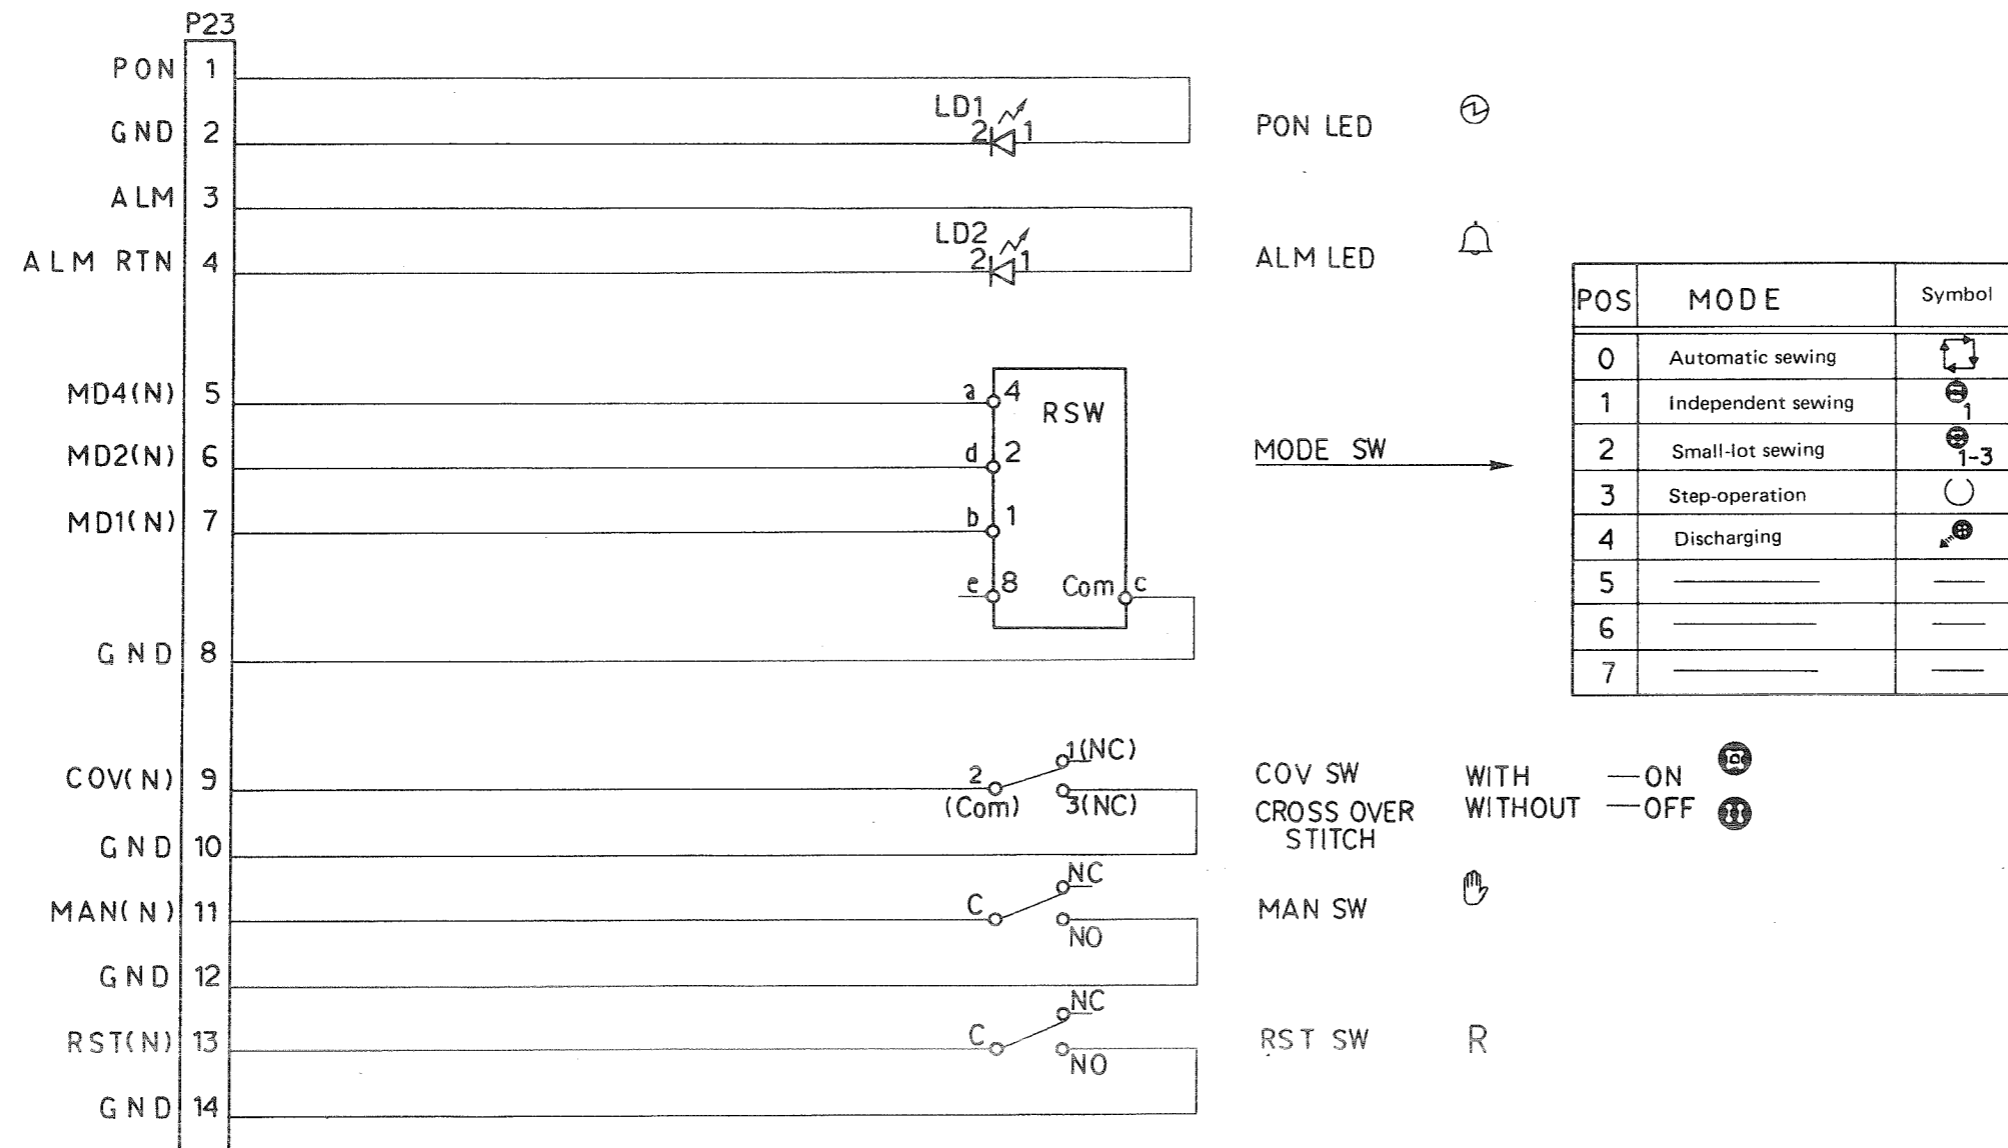 P23
PON 1
GND 2
LD1
2 1
PON LED
ALM 3
ALM RTN 4
LD2
2 1
ALM LED
MD4(N) 5
a 4
RSW
MD2(N) 6
d 2
MD1(N) 7
b 1
e 8
Com c
GND 8
MODE SW
POS MODE Symbol
0 Automatic sewing
1 Independent sewing 1
2 Small-lot sewing 1-3
3 Step-operation
4 Discharging
5
6
7
COV(N) 9
2
(Com)
1(NC)
3(NC)
COV SW
CROSS OVER
STITCH
WITH —ON
WITHOUT —OFF
GND 10
MAN(N) 11
C
NC
NO
MAN SW
GND 12
RST(N) 13
C
NC
NO
RST SW R
GND 14